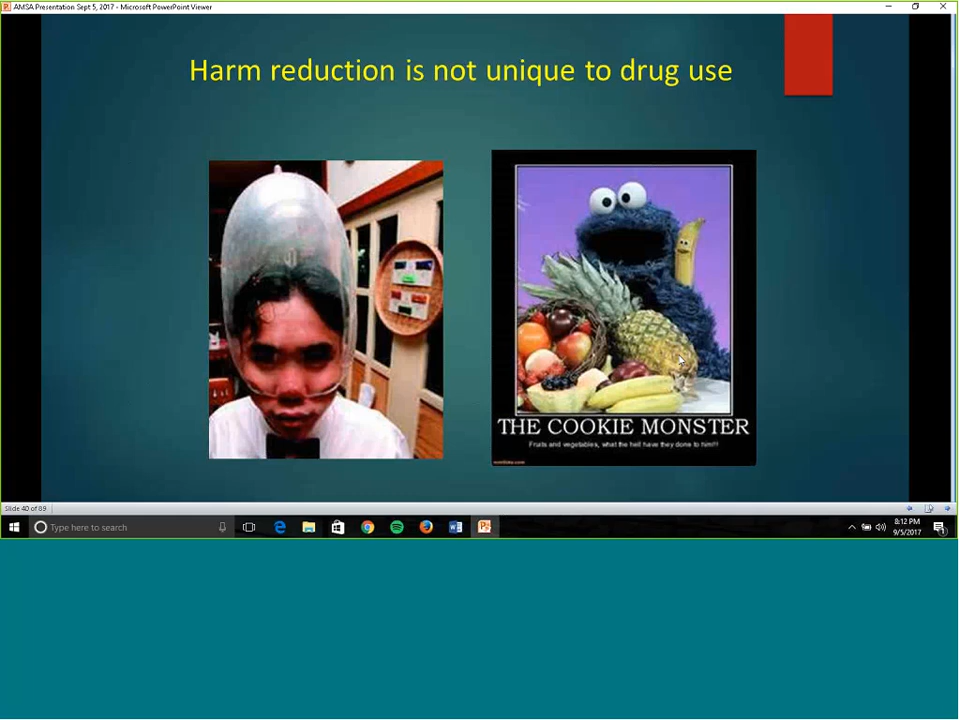 AMSA Presentation Sept 5, 2017 - Microsoft PowerPoint Viewer
Harm reduction is not unique to drug use
THE COOKIE MONSTER
Fruits and vegetables, what the hell have they done to him!!!
Slide 40 of 89
Type here to search
8:12 PM
9/5/2017